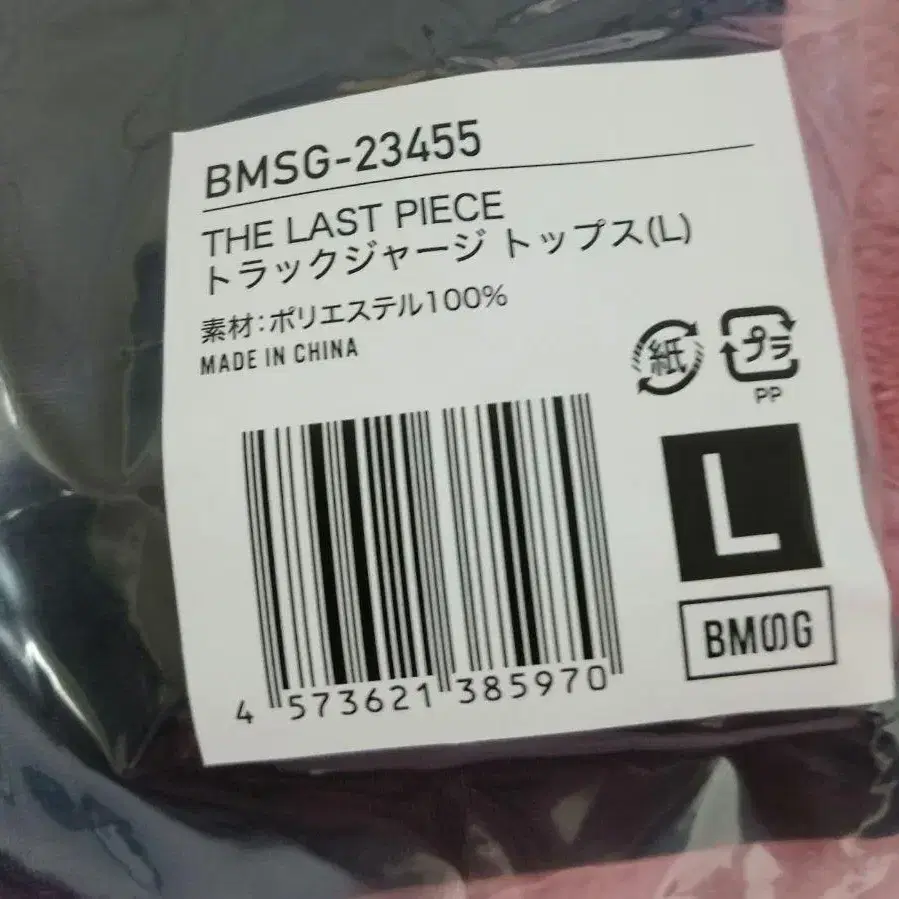 BMSG-23455
THE LAST PIECE
トラックジャージ トップス(L)
素材:ポリエステル100%
MADE IN CHINA
紙
プラ
PP
L
BMSG
4 573621 385970